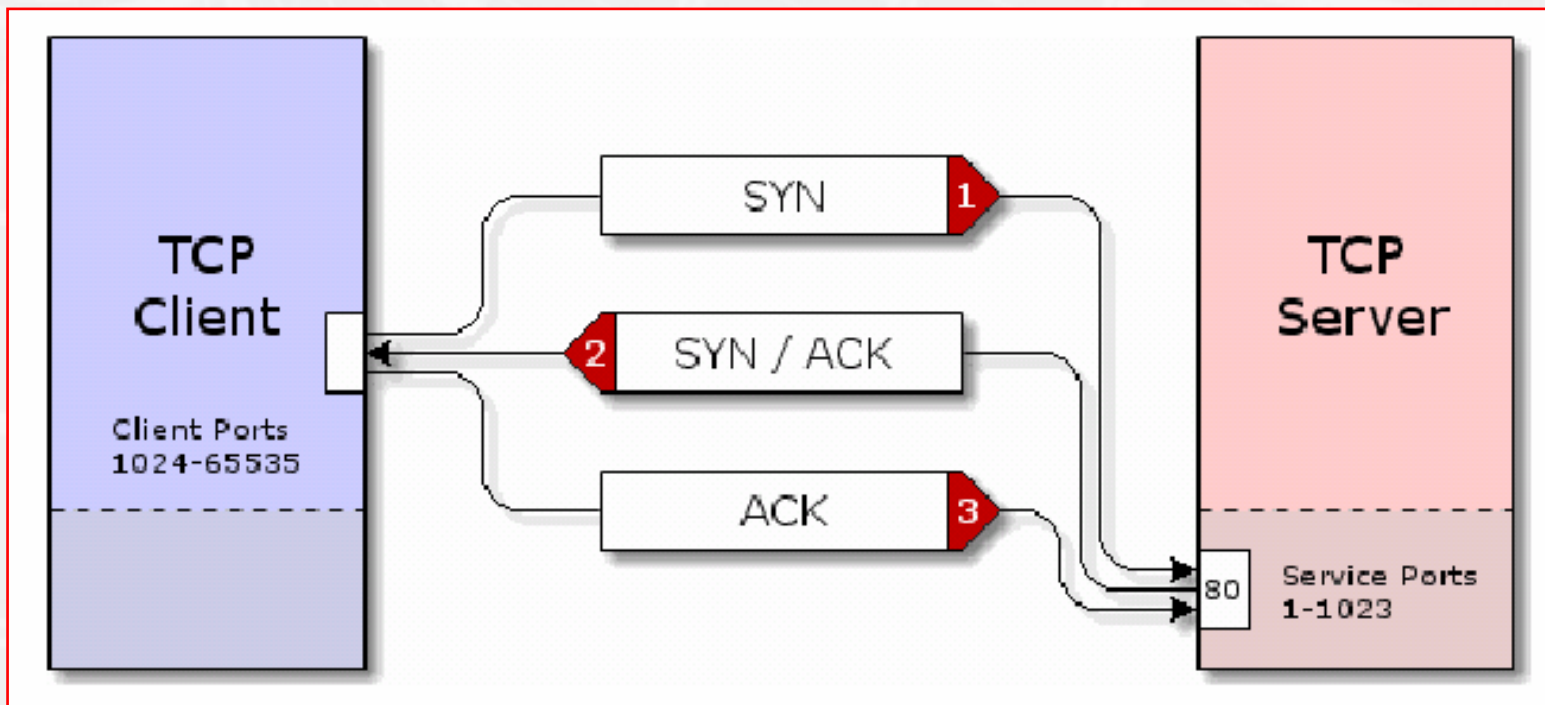 TCP
Client
Client Ports
1024-65535
SYN
1
2
SYN / ACK
ACK
3
TCP
Server
80
Service Ports
1-1023